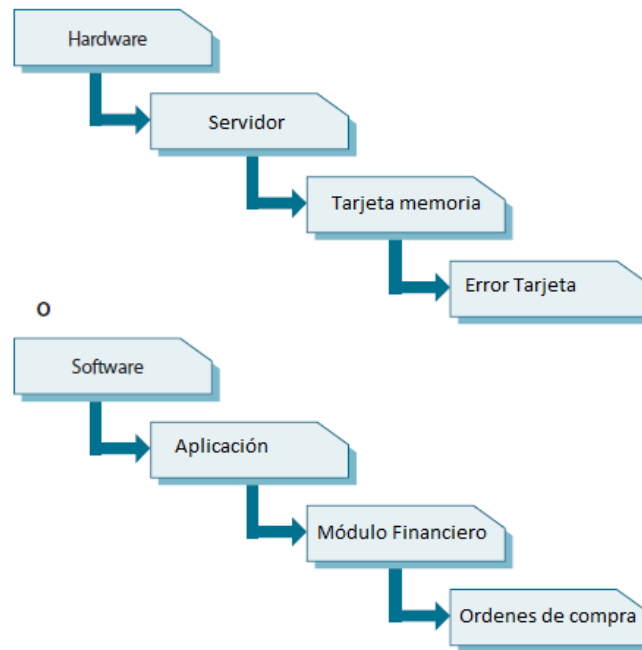 Hardware
Servidor
Tarjeta memoria
Error Tarjeta
O
Software
Aplicación
Módulo Financiero
Ordenes de compra